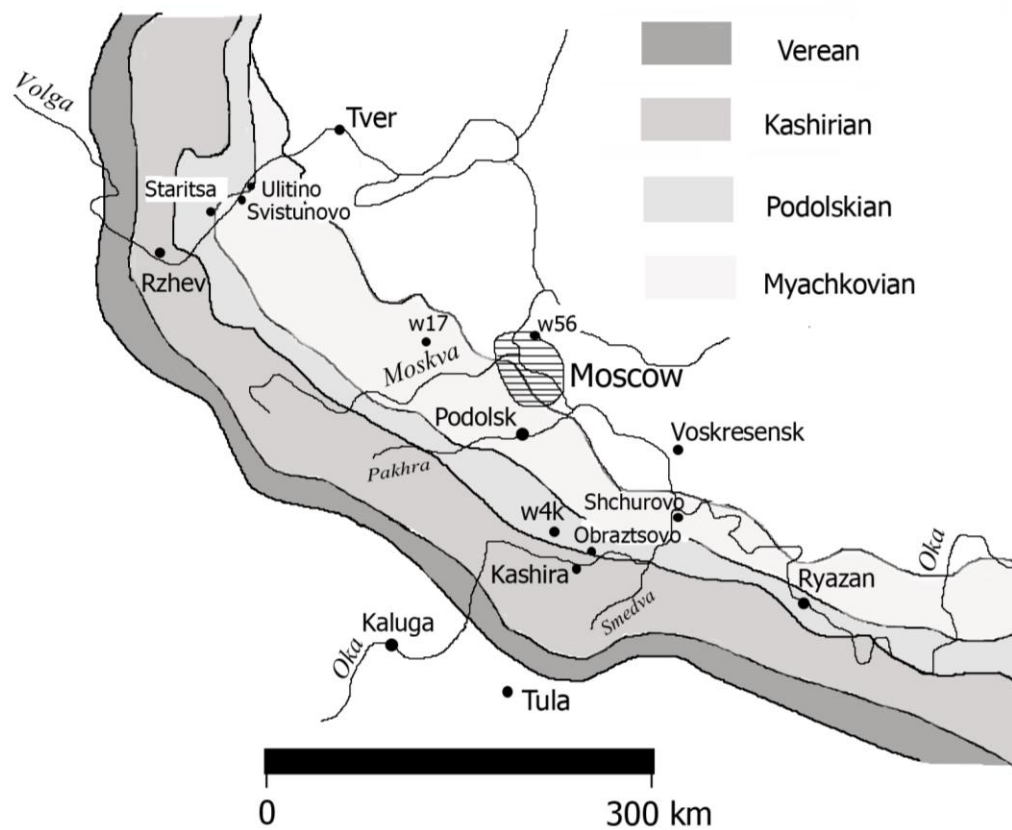 Verean
Volga
Tver
Kashirian
Staritsa
Ulitino
Svistunovo
Podolskian
Rzhev
Myachkovian
w17
w56
Moskva
Moscow
Podolsk
Voskresensk
Pakhra
Shchurovo
w4k
Obraztsovo
Oka
Kashira
Ryazan
Smedva
Kaluga
Oka
Tula
0
300 km